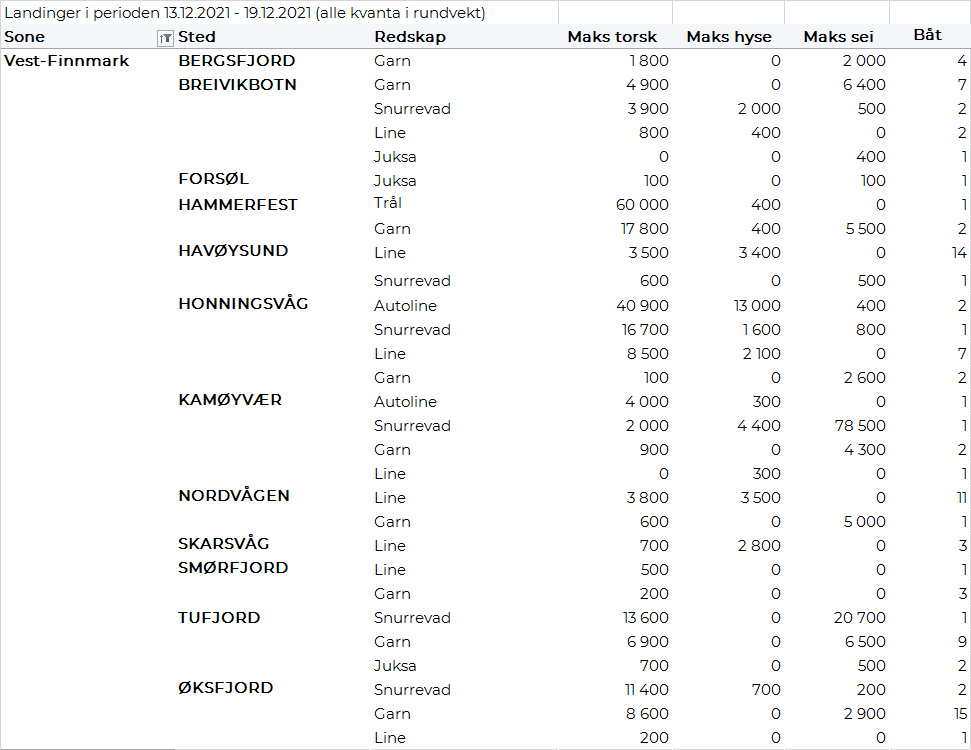 Landinger i perioden 13.12.2021 - 19.12.2021 (alle kvanta i rundvekt)
Sone Sted Redskap Maks torsk Maks hyse Maks sei Båt
Vest-Finnmark BERGSFJORD Garn 1 800 0 2 000 4
BREIVIKBOTN Garn 4 900 0 6 400 7
Snurrevad 3 900 2 000 500 2
Line 800 400 0 2
Juksa 0 0 400 1
FORSØL Juksa 100 0 100 1
HAMMERFEST Trål 60 000 400 0 1
Garn 17 800 400 5 500 2
HAVØYSUND Line 3 500 3 400 0 14
Snurrevad 600 0 500 1
HONNINGSVÅG Autoline 40 900 13 000 400 2
Snurrevad 16 700 1 600 800 1
Line 8 500 2 100 0 7
Garn 100 0 2 600 2
KAMØYVÆR Autoline 4 000 300 0 1
Snurrevad 2 000 4 400 78 500 1
Garn 900 0 4 300 2
Line 0 300 0 1
NORDVÅGEN Line 3 800 3 500 0 11
Garn 600 0 5 000 1
SKARSVÅG Line 700 2 800 0 3
SMØRFJORD Line 500 0 0 1
Garn 200 0 0 3
TUFJORD Snurrevad 13 600 0 20 700 1
Garn 6 900 0 6 500 9
Juksa 700 0 500 2
ØKSFJORD Snurrevad 11 400 700 200 2
Garn 8 600 0 2 900 15
Line 200 0 0 1